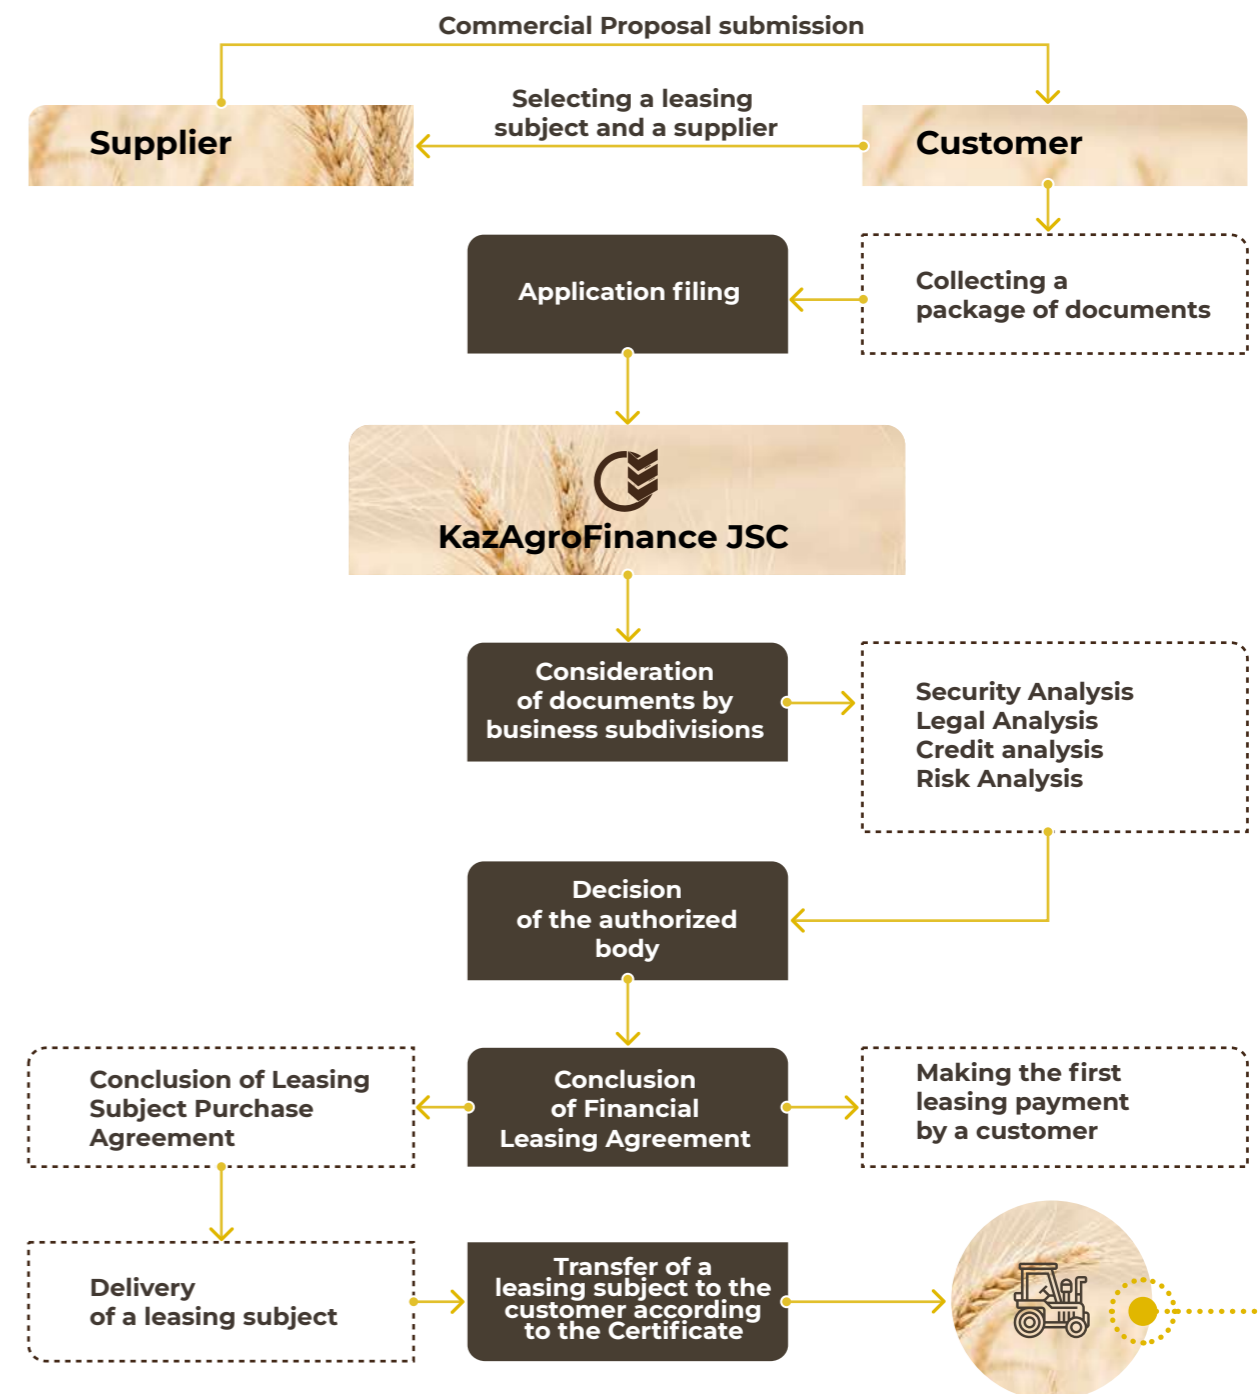 Commercial Proposal submission
Selecting a leasing
subject and a supplier
Supplier
Customer
Application filing
Collecting a
package of documents
KazAgroFinance JSC
Consideration
of documents by
business subdivisions
Security Analysis
Legal Analysis
Credit analysis
Risk Analysis
Decision
of the authorized
body
Conclusion of Leasing
Subject Purchase
Agreement
Conclusion
of Financial
Leasing Agreement
Making the first
leasing payment
by a customer
Delivery
of a leasing subject
Transfer of a
leasing subject to the
customer according
to the Certificate